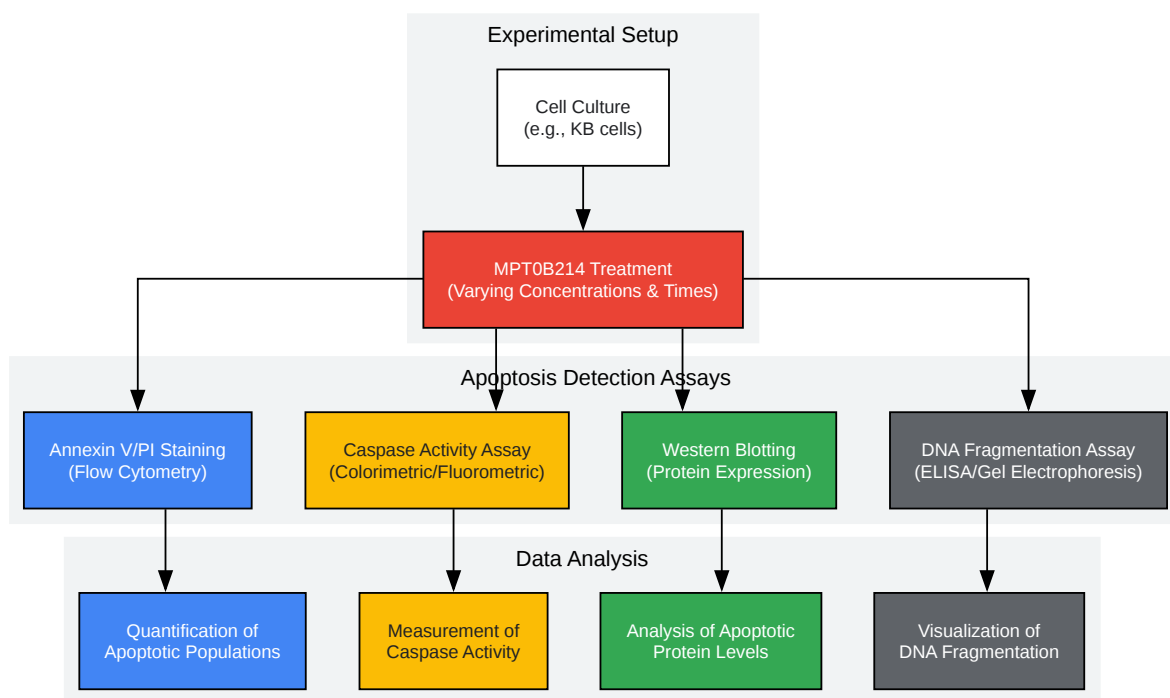 Experimental Setup
Cell Culture
(e.g., KB cells)
MPT0B214 Treatment
(Varying Concentrations & Times)
Apoptosis Detection Assays
Annexin V/PI Staining
(Flow Cytometry)
Caspase Activity Assay
(Colorimetric/Fluorometric)
Western Blotting
(Protein Expression)
DNA Fragmentation Assay
(ELISA/Gel Electrophoresis)
Data Analysis
Quantification of
Apoptotic Populations
Measurement of
Caspase Activity
Analysis of Apoptotic
Protein Levels
Visualization of
DNA Fragmentation